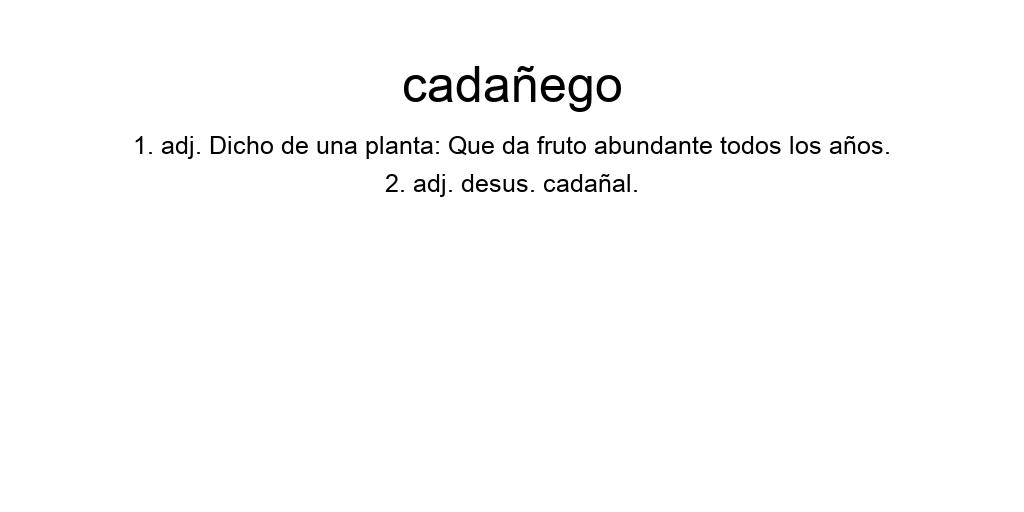 cadañego
1. adj. Dicho de una planta: Que da fruto abundante todos los años.
2. adj. desus. cadañal.